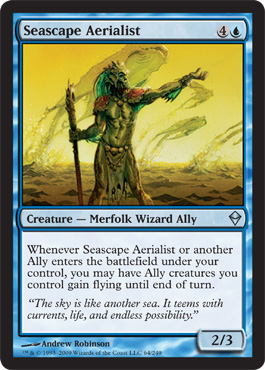 Seascape Aerialist 4
Creature — Merfolk Wizard Ally
Whenever Seascape Aerialist or another
Ally enters the battlefield under your
control, you may have Ally creatures you
control gain flying until end of turn.
"The sky is like another sea. It teems with
currents, life, and endless possibility."
Andrew Robinson
™ & © 1993–2009 Wizards of the Coast LLC 64/249
2/3